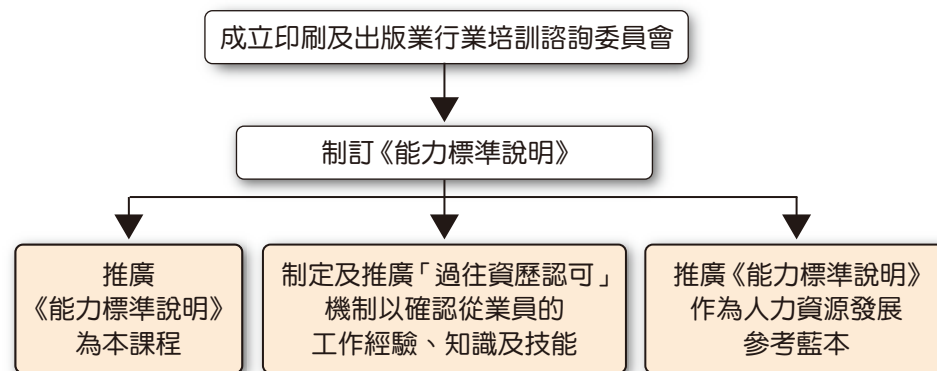 成立印刷及出版業行業培訓諮詢委員會
制訂《能力標準說明》
推廣
《能力標準說明》
為本課程
制定及推廣「過往資歷認可」
機制以確認從業員的
工作經驗、知識及技能
推廣《能力標準說明》
作為人力資源發展
參考藍本